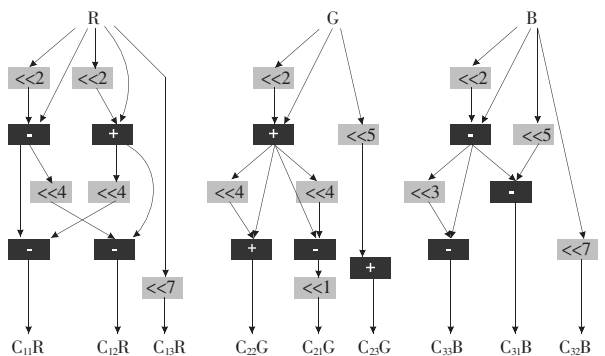 R G B
<<2 <<2 <<2 <<2
- + + <<5 - <<5
<<4 <<4 <<4 <<4 <<3 -
- - + - -
+
<<7 <<1 <<7
C₁₁R C₁₂R C₁₃R C₂₂G C₂₁G C₂₃G C₃₃B C₃₁B C₃₂B